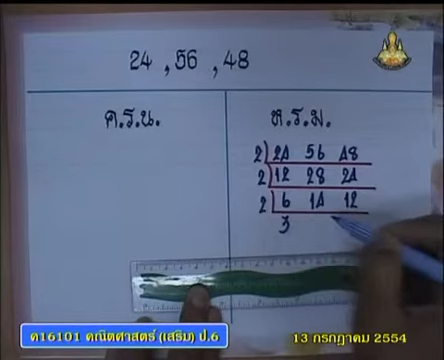 24 , 56 , 48
ค.ร.น.
ห.ร.ม.
2 24 56 48
2 12 28 24
2 6 14 12
3
ค16101 คณิตศาสตร์ (เสริม) ป.6
13 กรกฎาคม 2554